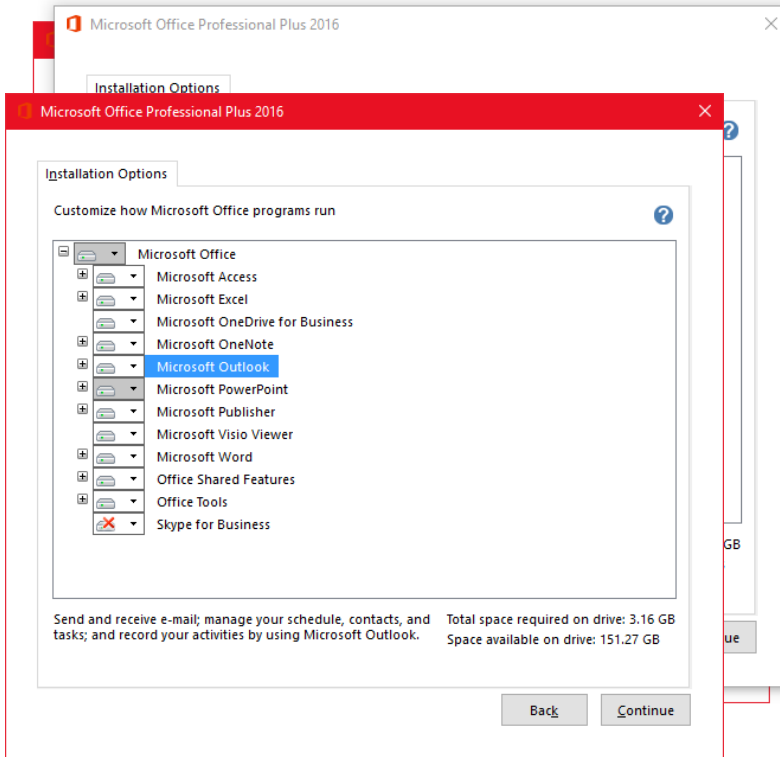 Microsoft Office Professional Plus 2016
Installation Options
Microsoft Office Professional Plus 2016
Installation Options
Customize how Microsoft Office programs run
Microsoft Office
Microsoft Access
Microsoft Excel
Microsoft OneDrive for Business
Microsoft OneNote
Microsoft Outlook
Microsoft PowerPoint
Microsoft Publisher
Microsoft Visio Viewer
Microsoft Word
Office Shared Features
Office Tools
Skype for Business
GB
Send and receive e-mail; manage your schedule, contacts, and
tasks; and record your activities by using Microsoft Outlook.
Total space required on drive: 3.16 GB
Space available on drive: 151.27 GB
ue
Back
Continue